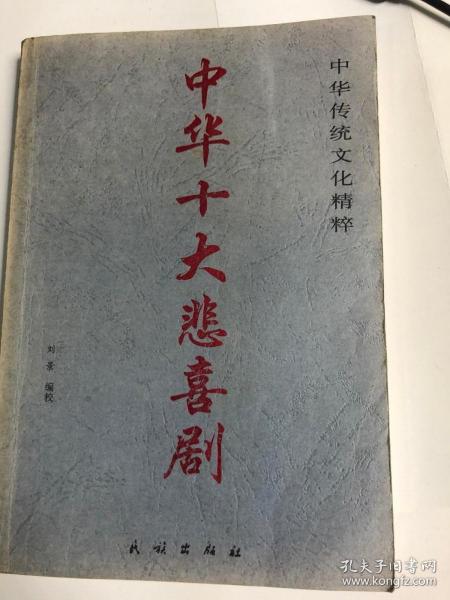 中华传统文化精粹
中华十大悲喜剧
刘景 编校
民族出版社
孔夫子旧书网
www.kongfz.com